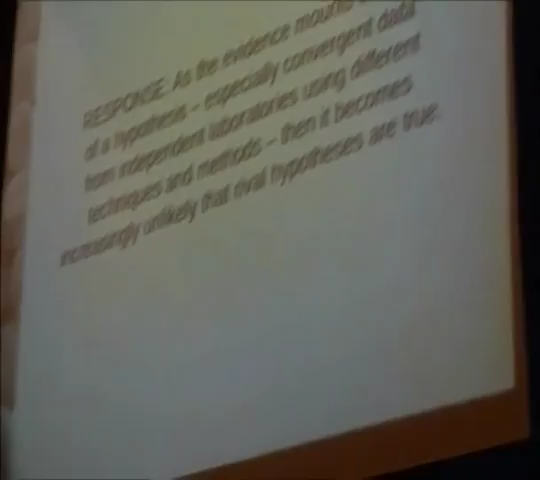 RESPONSE: As the evidence mounts
of a hypothesis – especially convergent data
from independent laboratories using different
techniques and methods – then it becomes
increasingly unlikely that rival hypotheses are true.